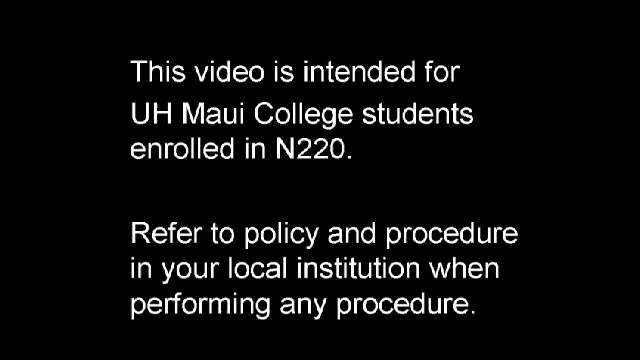 This video is intended for
UH Maui College students
enrolled in N220.
Refer to policy and procedure
in your local institution when
performing any procedure.